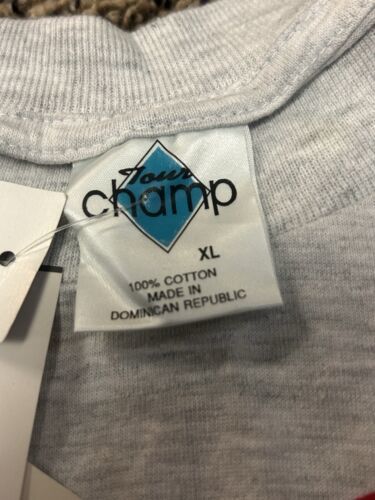 Tour
champ
XL
100% COTTON
MADE IN
DOMINICAN REPUBLIC